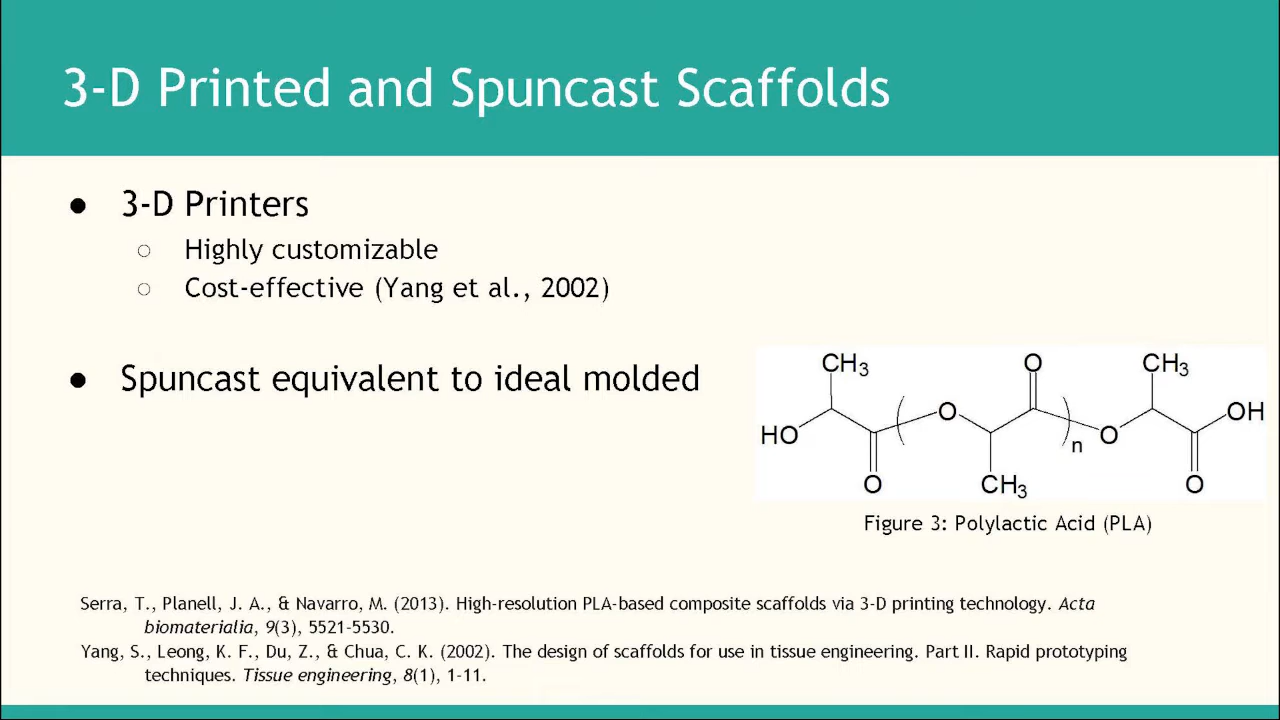 3-D Printed and Spuncast Scaffolds
● 3-D Printers
○ Highly customizable
○ Cost-effective (Yang et al., 2002)
● Spuncast equivalent to ideal molded
CH3 O CH3
HO O n O OH
O CH3 O
Figure 3: Polylactic Acid (PLA)
Serra, T., Planell, J. A., & Navarro, M. (2013). High-resolution PLA-based composite scaffolds via 3-D printing technology. Acta
biomaterialia, 9(3), 5521-5530.
Yang, S., Leong, K. F., Du, Z., & Chua, C. K. (2002). The design of scaffolds for use in tissue engineering. Part II. Rapid prototyping
techniques. Tissue engineering, 8(1), 1-11.